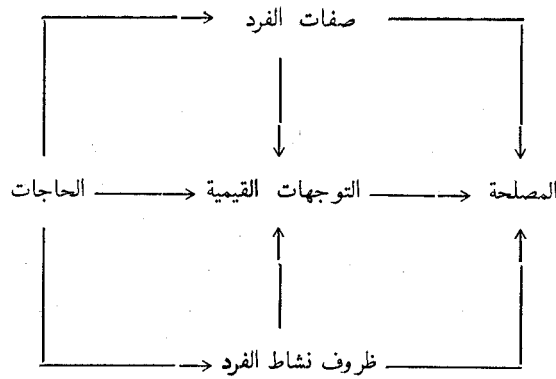 صفات الفرد
المصلحة التوجهات القيمية الحاجات
ظروف نشاط الفرد